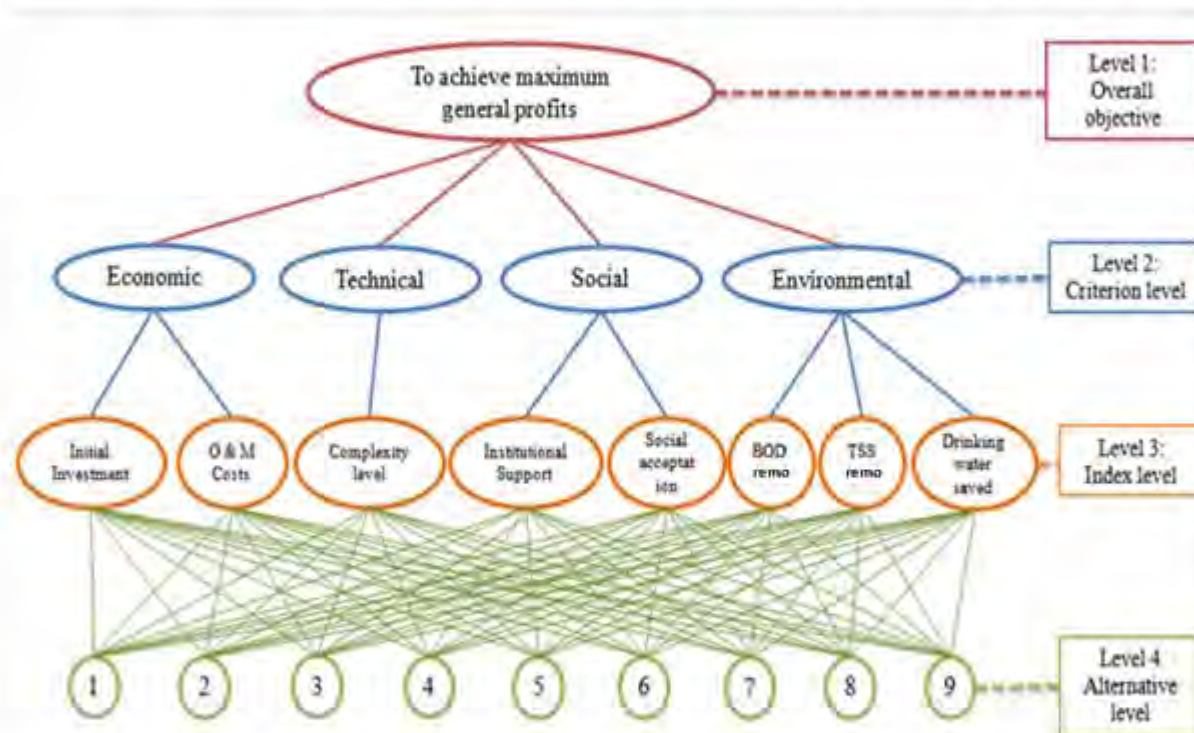 To achieve maximum
general profits
Level 1:
Overall
objective
Economic
Technical
Social
Environmental
Level 2:
Criterion level
Initial
Investment
O & M
Costs
Complexity
level
Institutional
Support
Social
acceptat
ion
BOD
remo
TSS
remo
Drinking
water
saved
Level 3:
Index level
1
2
3
4
5
6
7
8
9
Level 4
Alternative
level